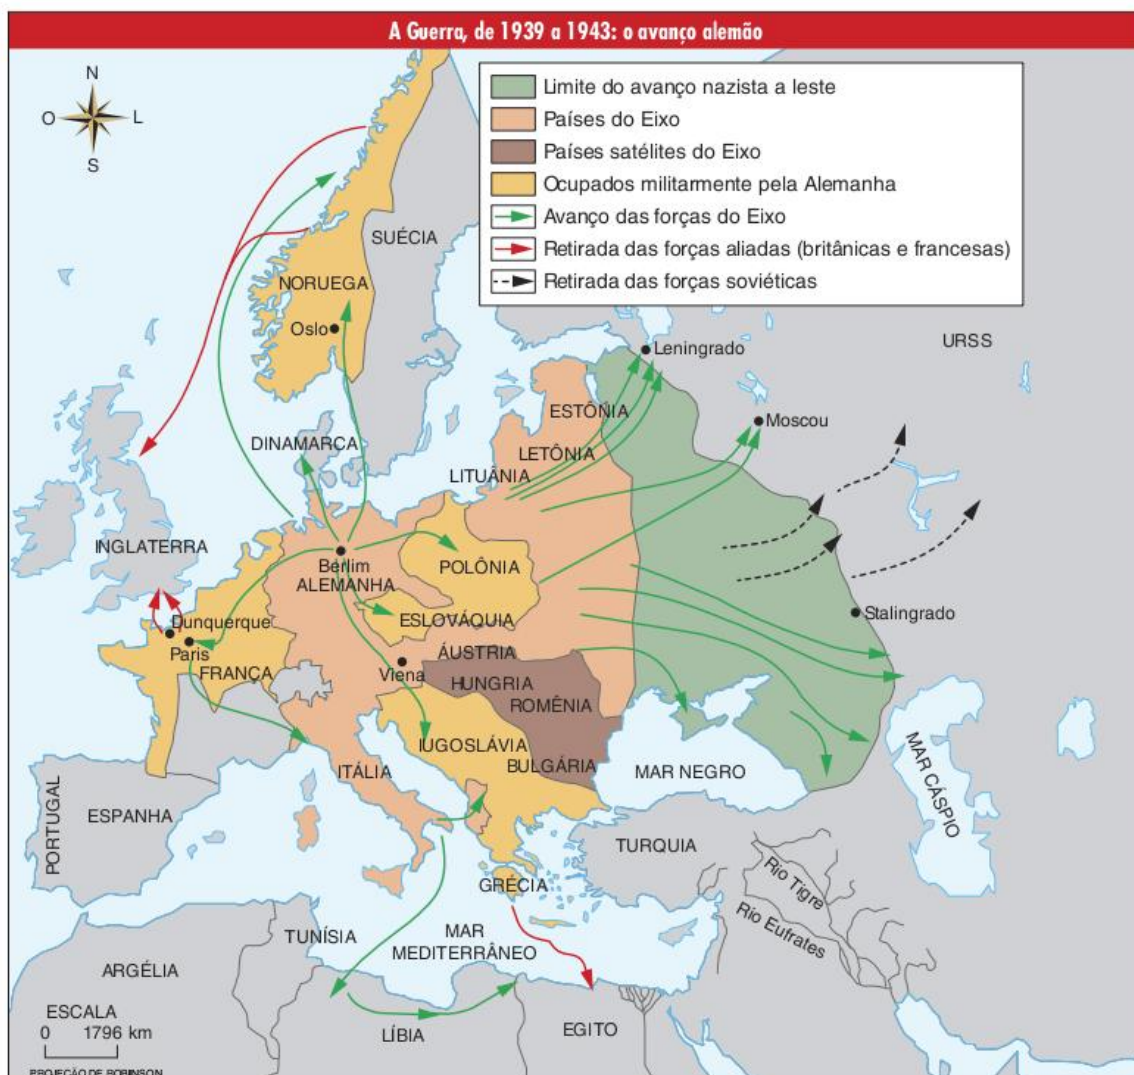 A Guerra, de 1939 a 1943: o avanço alemão
N
O
L
S
Limite do avanço nazista a leste
Países do Eixo
Países satélites do Eixo
Ocupados militarmente pela Alemanha
Avanço das forças do Eixo
Retirada das forças aliadas (britânicas e francesas)
Retirada das forças soviéticas
SUÉCIA
NORUEGA
Oslo
URSS
Leningrado
ESTÔNIA
Moscou
DINAMARCA
LETÔNIA
LITUÂNIA
INGLATERRA
Berlim
ALEMANHA
POLÔNIA
Dunquerque
ESLOVÁQUIA
Stalingrado
Paris
FRANÇA
ÁUSTRIA
Viena
HUNGRIA
ROMÊNIA
IUGOSLÁVIA
BULGÁRIA
ITÁLIA
MAR NEGRO
MAR CÁSPIO
PORTUGAL
ESPANHA
TURQUIA
Rio Tigre
Rio Eufrates
GRÉCIA
TUNÍSIA
MAR
MEDITERRÂNEO
ARGÉLIA
LÍBIA
EGITO
ESCALA
0 1796 km
PROJEÇÃO DE ROBINSON